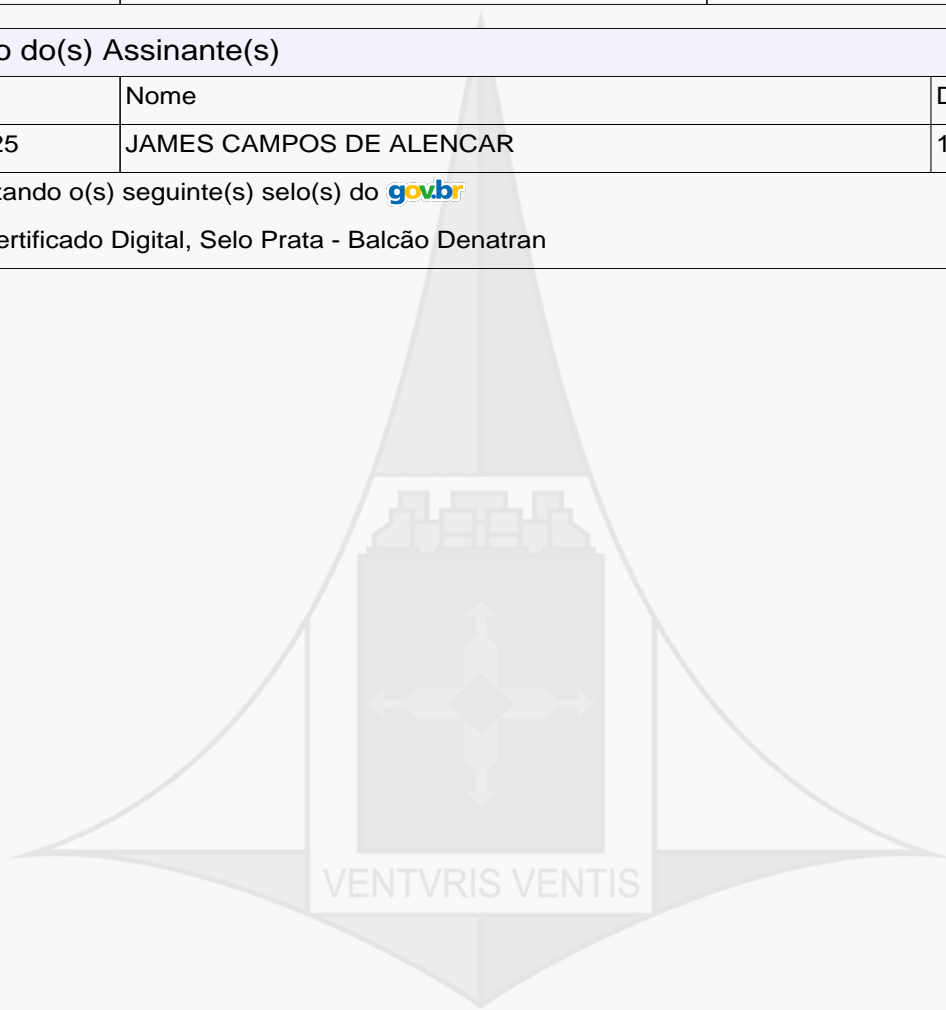 o do(s) Assinante(s)
Nome
25 JAMES CAMPOS DE ALENCAR 1
zando o(s) seguinte(s) selo(s) do gov.br
ertificado Digital, Selo Prata - Balcão Denatran
VENTVRIS VENTIS